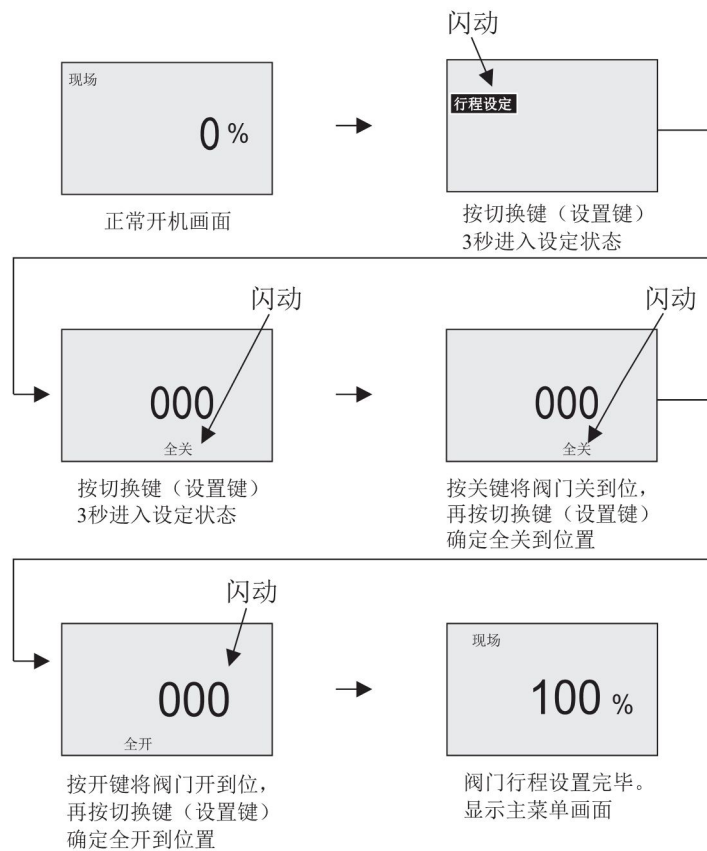 闪动
现场
0 %
正常开机画面
行程设定
按切换键（设置键）
3秒进入设定状态
闪动
000
全关
按切换键（设置键）
3秒进入设定状态
闪动
000
全关
按关键将阀门关到位，
再按切换键（设置键）
确定全关到位置
闪动
000
全开
按开键将阀门开到位，
再按切换键（设置键）
确定全开到位置
现场
100 %
阀门行程设置完毕。
显示主菜单画面